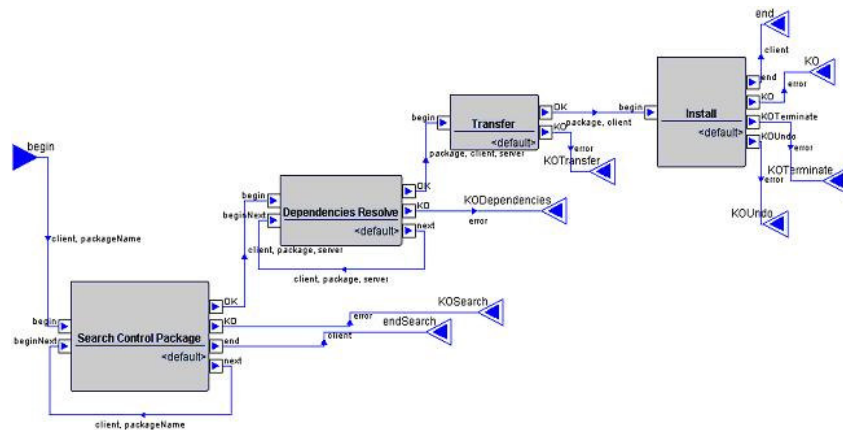 end
client
end
KO
KO
error
begin
Install
<default>
KOTerminate
error
KOTerminate
KOUndo
error
KOUndo
OK
package, client
begin
Transfer
<default>
KO
error
KOTransfer
package, client, server
begin
client, packageName
begin
beginNext
Dependencies Resolve
<default>
OK
KO
KODependencies
error
next
client, package, server
client, package, server
begin
beginNext
Search Control Package
<default>
OK
KO
error
KOSearch
end
client
endSearch
next
client, packageName